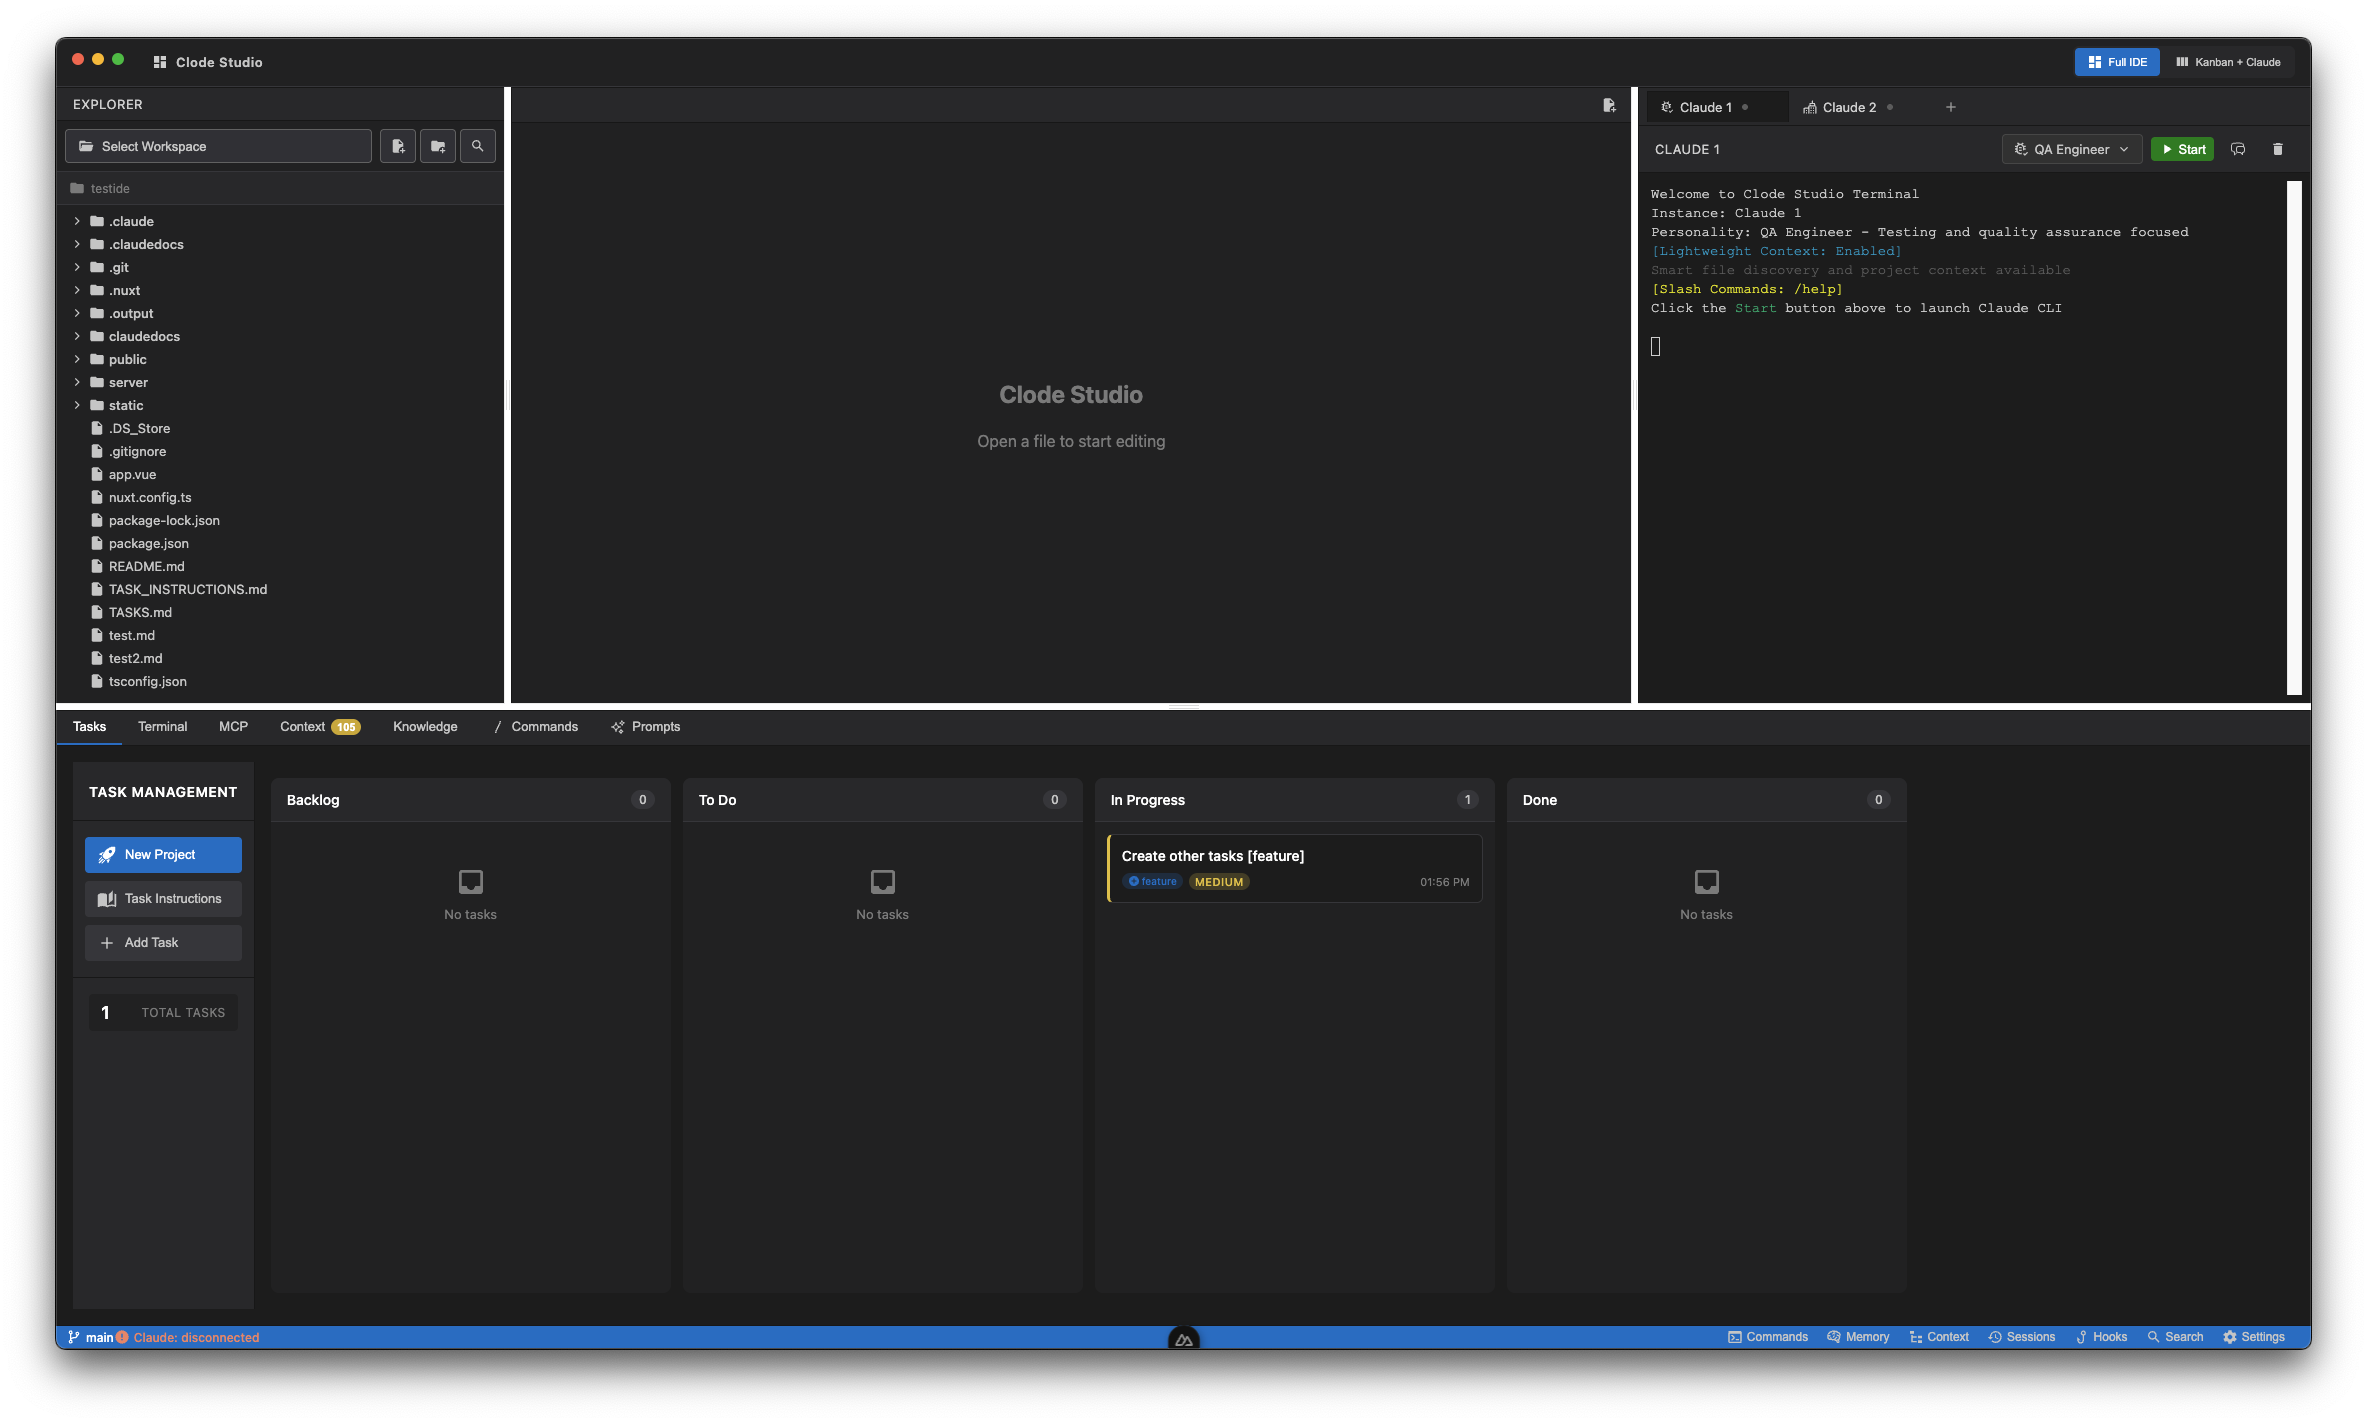 Clode Studio
Full IDE
Kanban + Claude
EXPLORER
Select Workspace
testide
.claude
.claudedocs
.git
.nuxt
.output
claudedocs
public
server
static
.DS_Store
.gitignore
app.vue
nuxt.config.ts
package-lock.json
package.json
README.md
TASK_INSTRUCTIONS.md
TASKS.md
test.md
test2.md
tsconfig.json
Clode Studio
Open a file to start editing
Claude 1
Claude 2
CLAUDE 1
QA Engineer
Start
Welcome to Clode Studio Terminal
Instance: Claude 1
Personality: QA Engineer - Testing and quality assurance focused
[Lightweight Context: Enabled]
Smart file discovery and project context available
[Slash Commands: /help]
Click the Start button above to launch Claude CLI
Tasks
Terminal
MCP
Context 105
Knowledge
/ Commands
Prompts
TASK MANAGEMENT
New Project
Task Instructions
Add Task
1 TOTAL TASKS
Backlog 0
No tasks
To Do 0
No tasks
In Progress 1
Create other tasks [feature]
feature MEDIUM 01:56 PM
Done 0
No tasks
main
Claude: disconnected
Commands
Memory
Context
Sessions
Hooks
Search
Settings